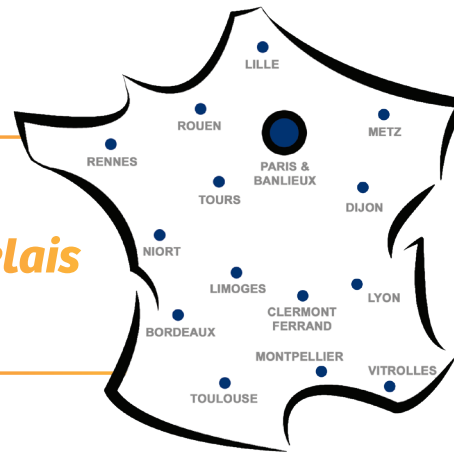 LILLE
ROUEN
METZ
RENNES
PARIS &
BANLIEUX
TOURS
DIJON
elais
NIORT
LIMOGES
LYON
CLERMONT
FERRAND
BORDEAUX
MONTPELLIER
VITROLLES
TOULOUSE